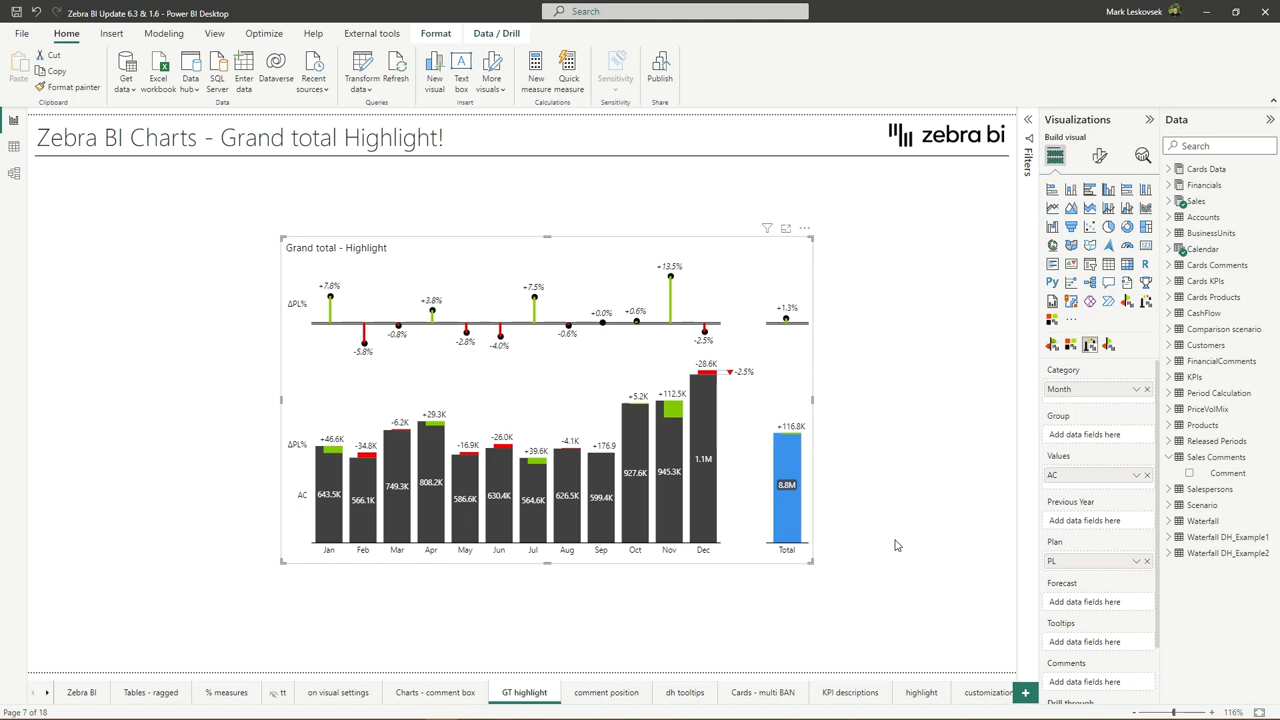 Zebra BI Update 6.3 & 1.6 - Power BI Desktop
Search
Mark Leskovsek
File Home Insert Modeling View Optimize Help External tools Format Data / Drill
Paste
Cut
Copy
Format painter
Clipboard
Get data
Excel workbook
Data hub
SQL Server
Enter data
Dataverse
Recent sources
Data
Transform data
Refresh
Queries
New visual
Text box
More visuals
Insert
New measure
Quick measure
Calculations
Sensitivity
Sensitivity
Publish
Share
Zebra BI Charts - Grand total Highlight!
zebra bi
Grand total - Highlight
ΔPL%
+7.8% -5.8% -0.8% +3.8% -2.8% -4.0% +7.5% -0.6% +0.0% +0.6% +13.5% -2.5% +1.3%
ΔPL%
+46.6K -34.8K -6.2K +29.3K -16.9K -26.0K +39.6K -4.1K +176.9 +5.2K +112.5K -28.6K -2.5% +116.8K
AC
643.5K 566.1K 749.3K 808.2K 586.6K 630.4K 564.6K 626.5K 599.4K 927.6K 945.3K 1.1M 8.8M
Jan Feb Mar Apr May Jun Jul Aug Sep Oct Nov Dec Total
Filters
Visualizations
Build visual
Category
Month
Group
Add data fields here
Values
AC
Previous Year
Add data fields here
Plan
PL
Forecast
Add data fields here
Tooltips
Add data fields here
Comments
Add data fields here
Drill through
Data
Search
Cards Data
Financials
Sales
Accounts
BusinessUnits
Calendar
Cards Comments
Cards KPIs
Cards Products
CashFlow
Comparison scenario
Customers
FinancialComments
KPIs
Period Calculation
PriceVolMix
Products
Released Periods
Sales Comments
Comment
Salespersons
Scenario
Waterfall
Waterfall DH_Example1
Waterfall DH_Example2
Zebra BI Tables - ragged % measures tt on visual settings Charts - comment box GT highlight comment position dh tooltips Cards - multi BAN KPI descriptions highlight customization
Page 7 of 18
116%